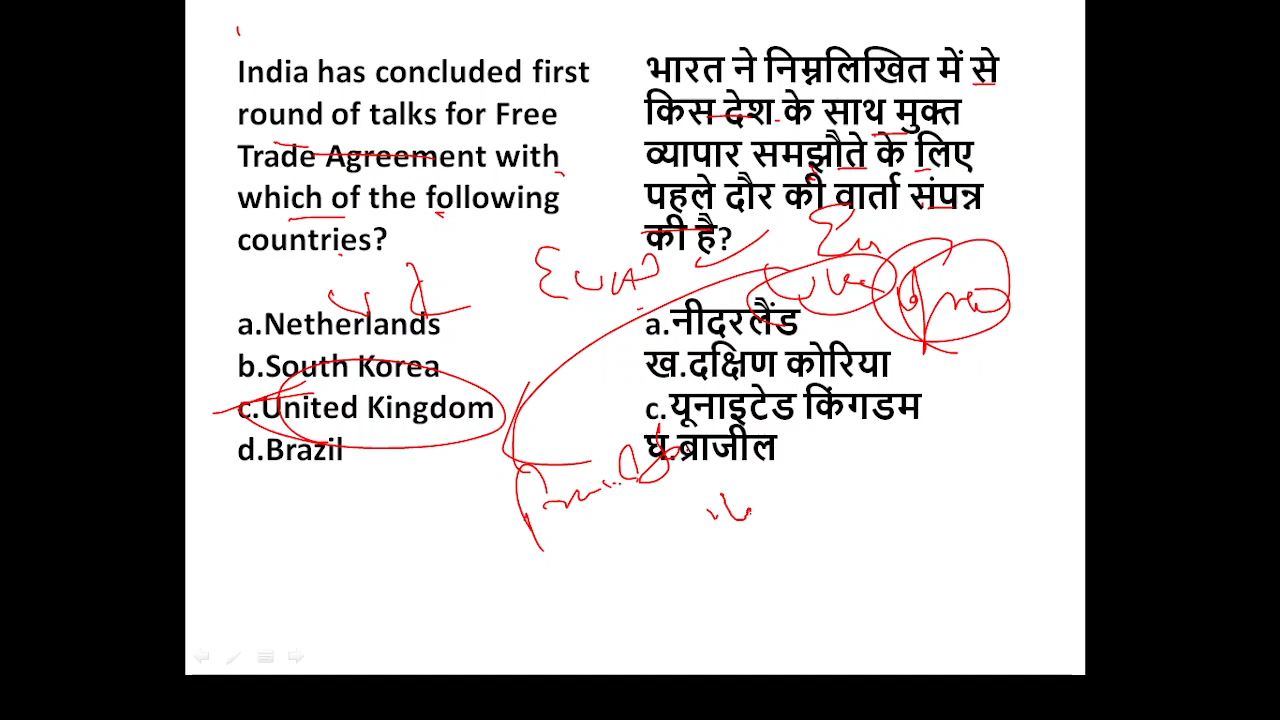 India has concluded first
round of talks for Free
Trade Agreement with
which of the following
countries?
a.Netherlands
b.South Korea
c.United Kingdom
d.Brazil
भारत ने निम्नलिखित में से
किस देश के साथ मुक्त
व्यापार समझौते के लिए
पहले दौर की वार्ता संपन्न
की है?
a.नीदरलैंड
ख.दक्षिण कोरिया
c.यूनाइटेड किंगडम
घ.ब्राजील